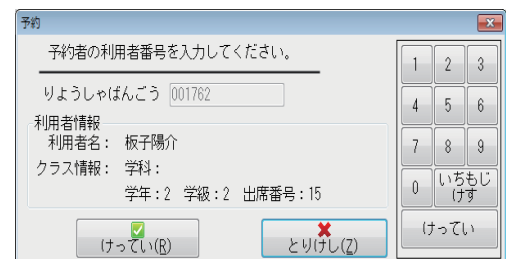 予約
予約者の利用者番号を入力してください。
りようしゃばんごう 001762
利用者情報
利用者名： 板子陽介
クラス情報： 学科：
学年：2 学級：2 出席番号：15
けってい(R) とりけし(Z)
1 2 3
4 5 6
7 8 9
0 いちもじ
けす
けってい